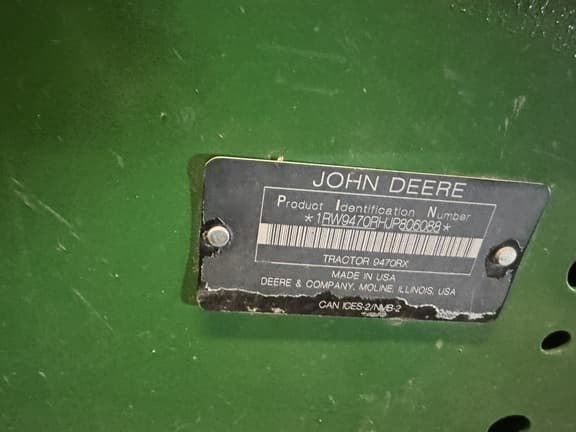 JOHN DEERE
Product Identification Number
*1RW9470RHJP806088*
TRACTOR 9470RX
MADE IN USA
DEERE & COMPANY, MOLINE, ILLINOIS, USA
CAN ICES-2/NMB-2